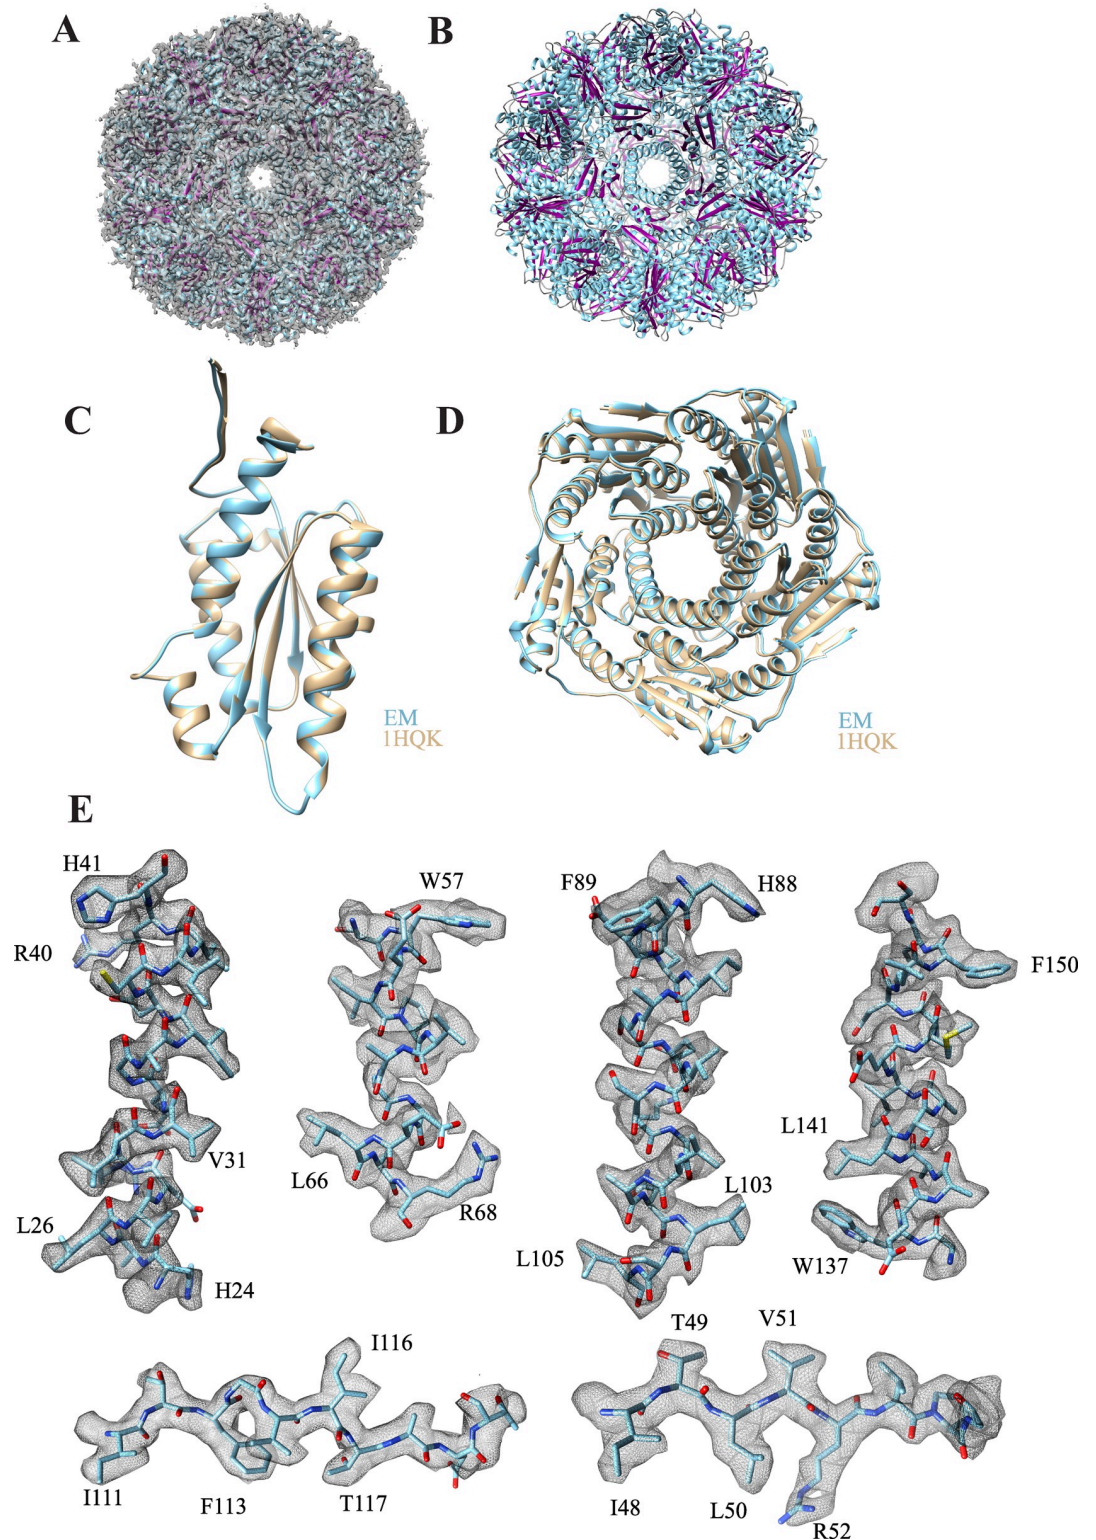 A
B
C
D
EM
1HQK
EM
1HQK
E
H41
W57
F89
H88
R40
F150
V31
L66
L141
L26
R68
L103
H24
L105
W137
T49
V51
I116
I111
F113
T117
I48
L50
R52